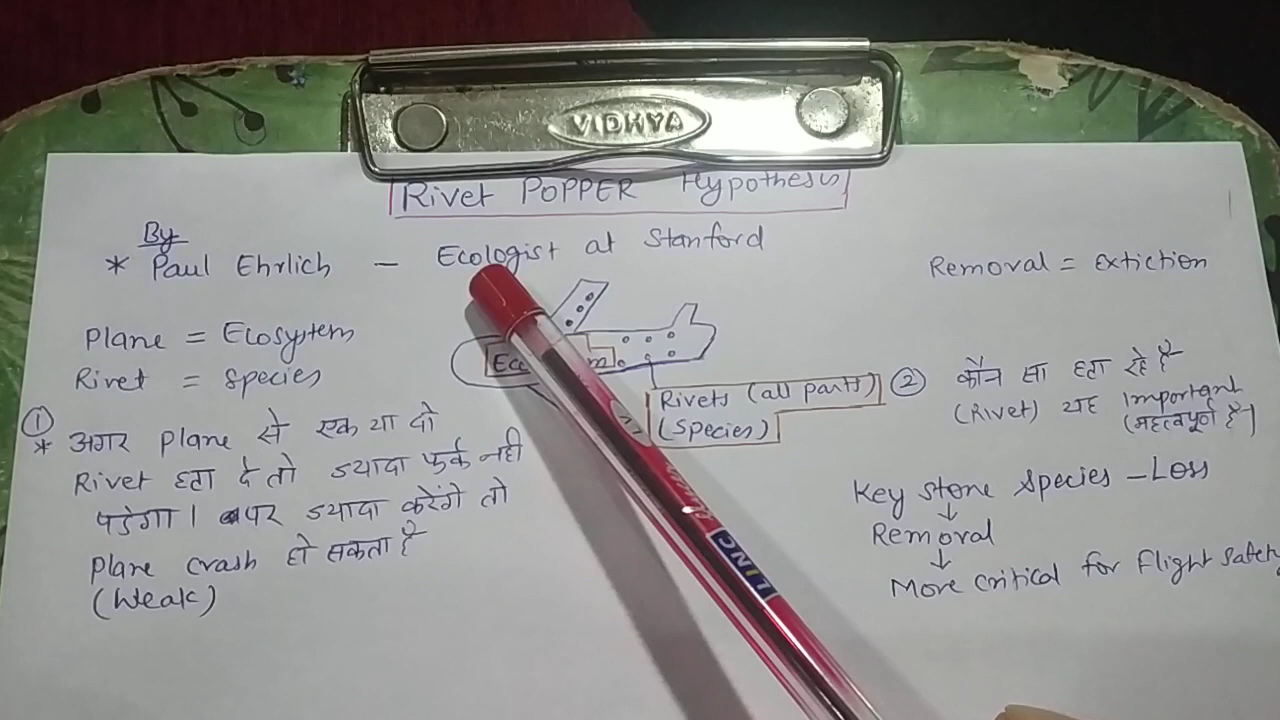 VIDHYA
Rivet POPPER Hypothesis
By
* Paul Ehrlich — Ecologist at Stanford
Removal = extiction
Plane = Ecosystem
Rivet = species
Rivets (all parts)
(species)
①
* अगर plane से एक या दो
Rivet हटा दे तो ज्यादा फर्क नही
पड़ेगा। पर ज्यादा करेंगे तो
plane crash हो सकता है
(Weak)
② कौन सा हटा रहे है
(Rivet) यह important
(महत्वपूर्ण है)
Key stone species – Loss
↓
Removal
↓
More critical for flight safety
LINC